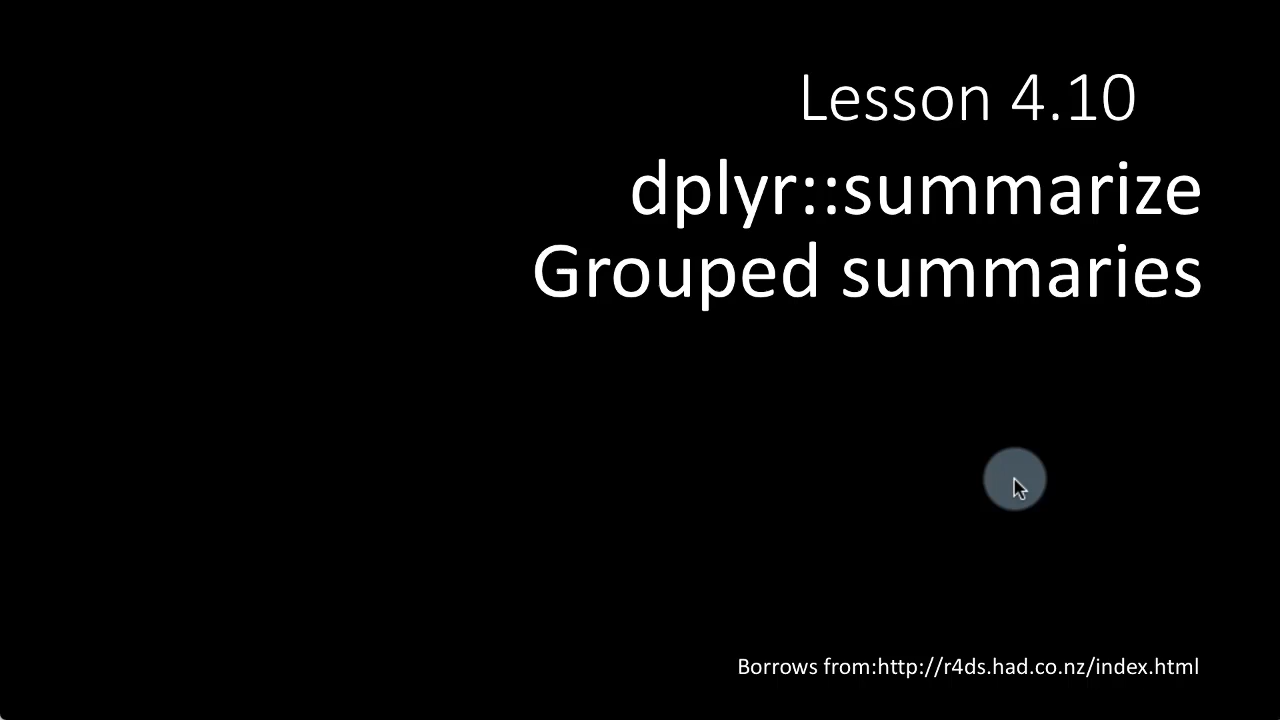 Lesson 4.10
dplyr::summarize
Grouped summaries
Borrows from:http://r4ds.had.co.nz/index.html